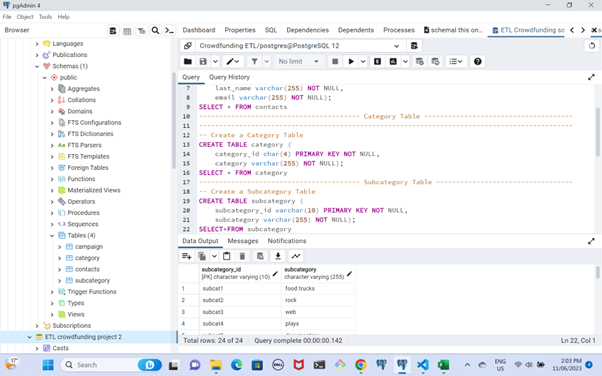 pgAdmin 4
File Object Tools Help
Browser
Dashboard Properties SQL Dependencies Dependents Processes schemal this on... ETL Crowdfunding sc
Crowdfunding ETL/postgres@PostgreSQL 12
No limit
Query Query History
Languages
Publications
Schemas (1)
public
Aggregates
Collations
Domains
FTS Configurations
FTS Dictionaries
FTS Parsers
FTS Templates
Foreign Tables
Functions
Materialized Views
Operators
Procedures
1..3 Sequences
Tables (4)
campaign
category
contacts
subcategory
Trigger Functions
Types
Views
Subscriptions
ETL crowdfunding project 2
Casts
7 last_name varchar(255) NOT NULL,
8 email varchar(255) NOT NULL);
9 SELECT * FROM contacts
10 ---- Category Table ----
11
12 -- Create a Category Table
13 CREATE TABLE category (
14 category_id char(4) PRIMARY KEY NOT NULL,
15 category varchar(255) NOT NULL);
16 SELECT * FROM category
17 ---- Subcategory Table ----
18 -- Create a Subcategory Table
19 CREATE TABLE subcategory (
20 subcategory_id varchar(10) PRIMARY KEY NOT NULL,
21 subcategory varchar(255) NOT NULL);
22 SELECT*FROM subcategory
Data Output Messages Notifications
subcategory_id subcategory
[PK] character varying (10) character varying (255)
1 subcat1 food trucks
2 subcat2 rock
3 subcat3 web
4 subcat4 plays
Total rows: 24 of 24 Query complete 00:00:00.142 Ln 22, Col 1
17°
Search
ENG
US
2:03 PM
11/06/2023